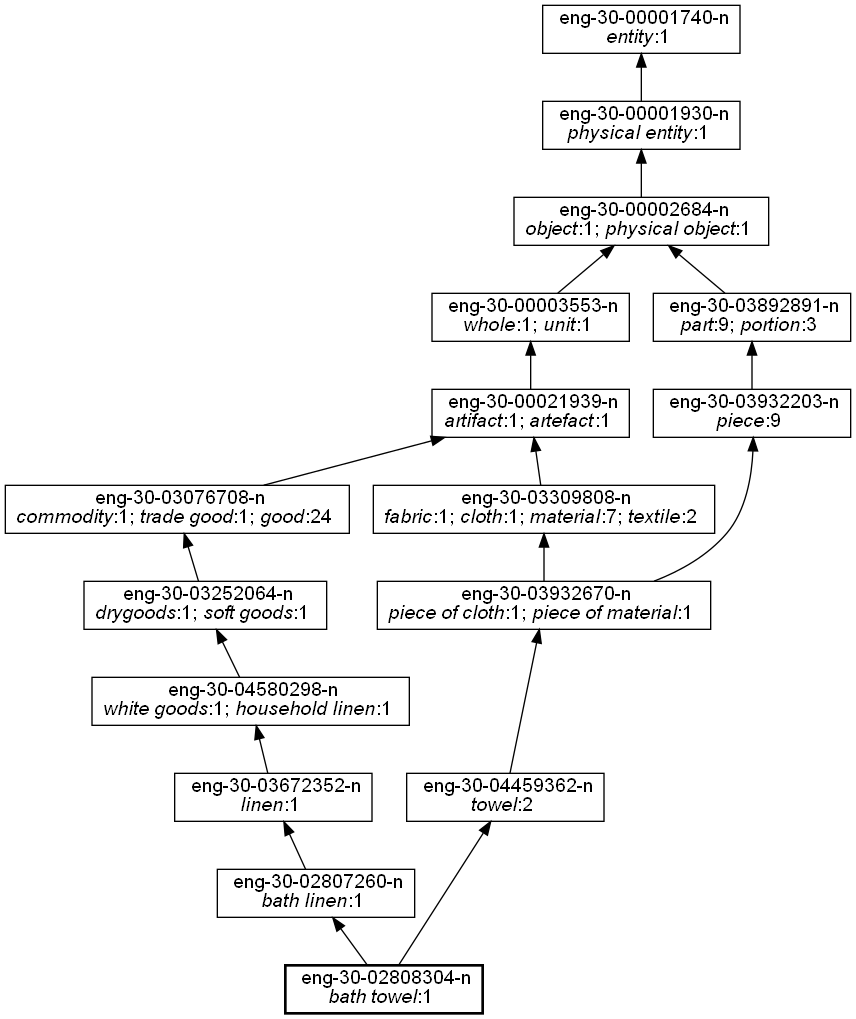 eng-30-00001740-n
entity:1
eng-30-00001930-n
physical entity:1
eng-30-00002684-n
object:1; physical object:1
eng-30-00003553-n
whole:1; unit:1
eng-30-03892891-n
part:9; portion:3
eng-30-00021939-n
artifact:1; artefact:1
eng-30-03932203-n
piece:9
eng-30-03076708-n
commodity:1; trade good:1; good:24
eng-30-03309808-n
fabric:1; cloth:1; material:7; textile:2
eng-30-03252064-n
drygoods:1; soft goods:1
eng-30-03932670-n
piece of cloth:1; piece of material:1
eng-30-04580298-n
white goods:1; household linen:1
eng-30-03672352-n
linen:1
eng-30-04459362-n
towel:2
eng-30-02807260-n
bath linen:1
eng-30-02808304-n
bath towel:1